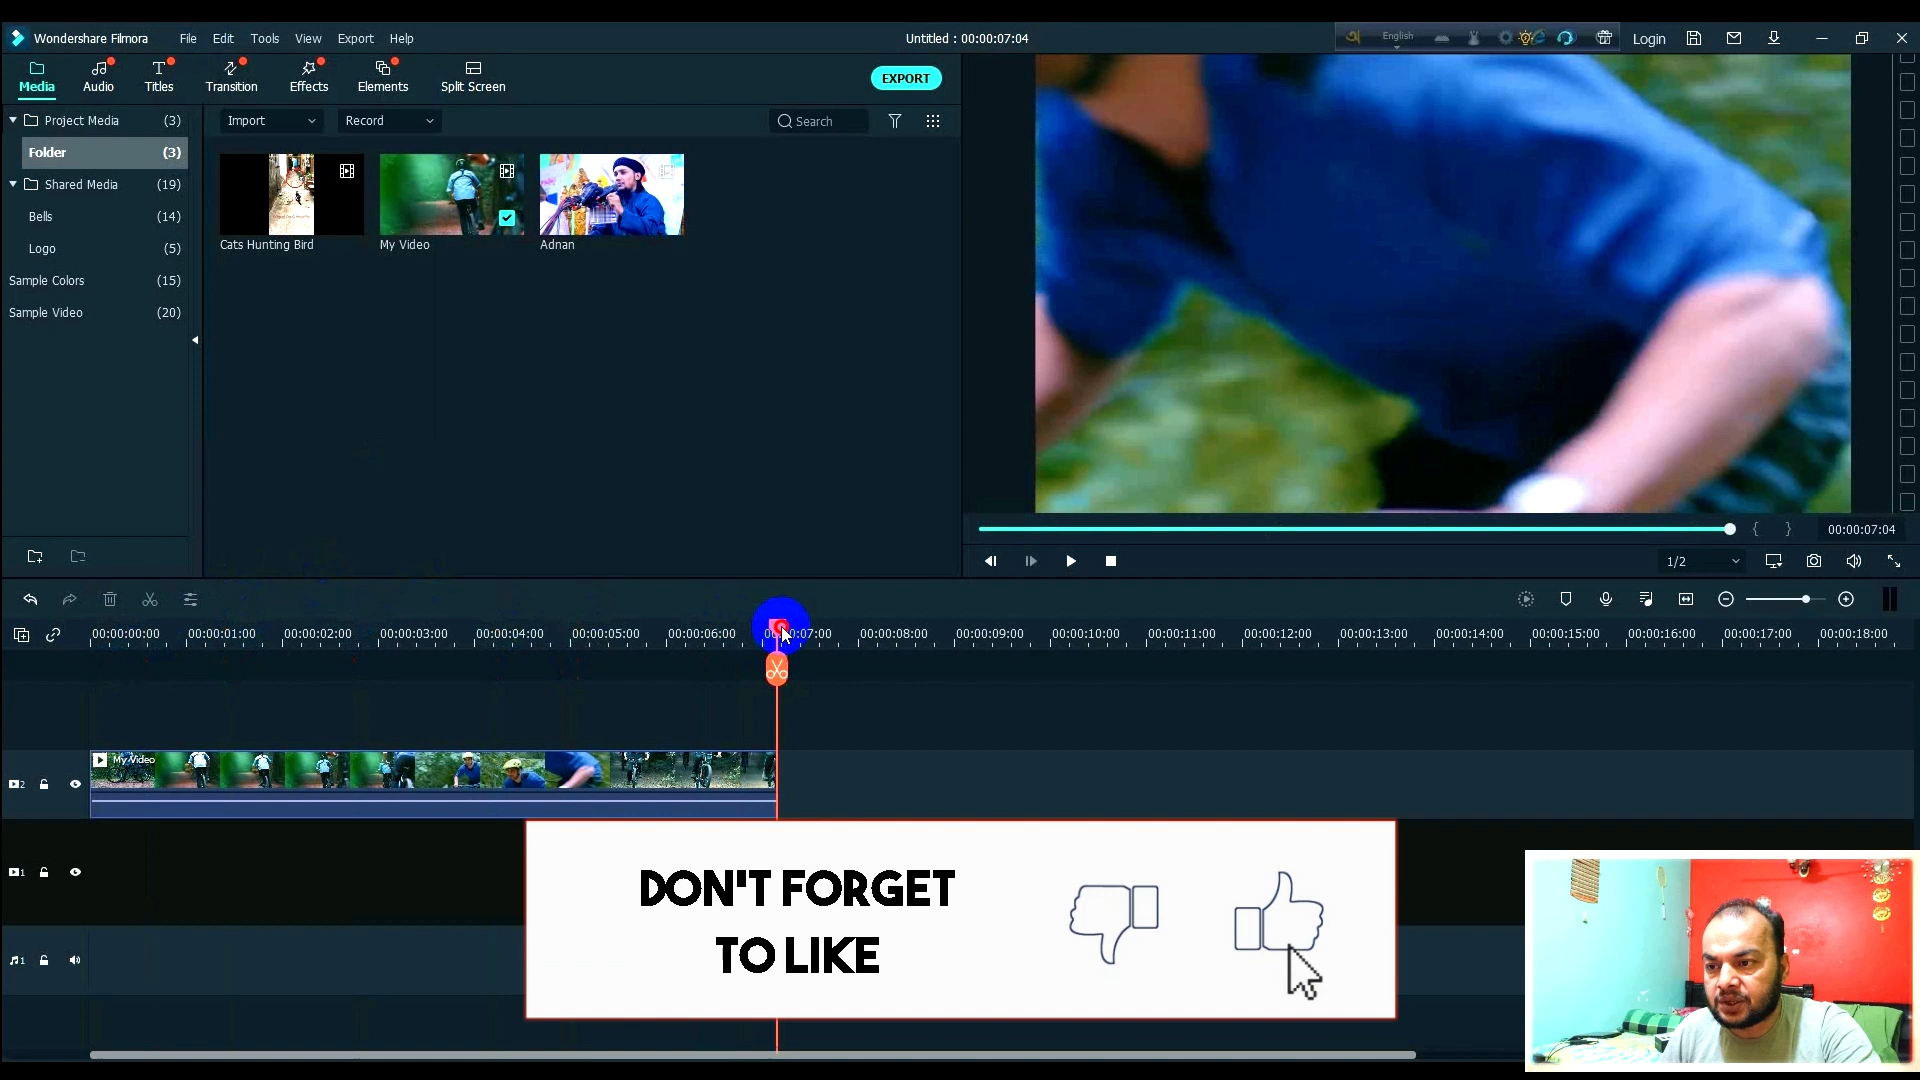 Wondershare Filmora File Edit Tools View Export Help Untitled : 00:00:07:04 English Login
Media Audio Titles Transition Effects Elements Split Screen EXPORT
Project Media (3) Import Record Search
Folder (3)
Shared Media (19)
Bells (14)
Logo (5)
Sample Colors (15)
Sample Video (20)
Cats Hunting Bird My Video Adnan
00:00:07:04
1/2
00:00:00:00 00:00:01:00 00:00:02:00 00:00:03:00 00:00:04:00 00:00:05:00 00:00:06:00 00:00:07:00 00:00:08:00 00:00:09:00 00:00:10:00 00:00:11:00 00:00:12:00 00:00:13:00 00:00:14:00 00:00:15:00 00:00:16:00 00:00:17:00 00:00:18:00
My Video
2
1
1
DON'T FORGET
TO LIKE